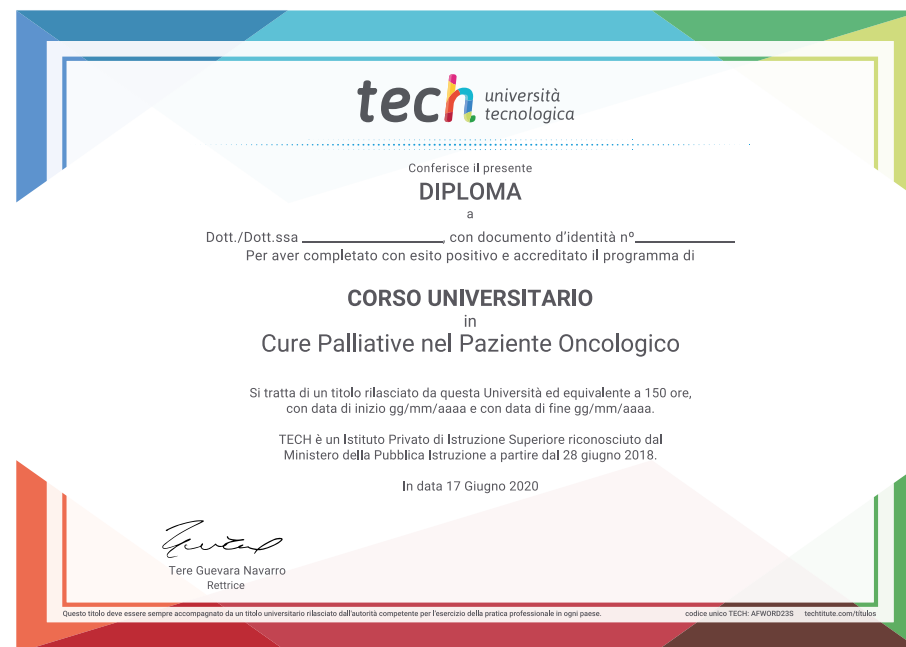 tech università
tecnologica
Conferisce il presente
DIPLOMA
a
Dott./Dott.ssa ____________________, con documento d'identità nº______________
Per aver completato con esito positivo e accreditato il programma di
CORSO UNIVERSITARIO
in
Cure Palliative nel Paziente Oncologico
Si tratta di un titolo rilasciato da questa Università ed equivalente a 150 ore,
con data di inizio gg/mm/aaaa e con data di fine gg/mm/aaaa.
TECH è un Istituto Privato di Istruzione Superiore riconosciuto dal
Ministero della Pubblica Istruzione a partire dal 28 giugno 2018.
In data 17 Giugno 2020
Tere Guevara Navarro
Rettrice
Questo titolo deve essere sempre accompagnato da un titolo universitario rilasciato dall'autorità competente per l'esercizio della pratica professionale in ogni paese. codice unico TECH: AFWORD23S techtitute.com/títulos